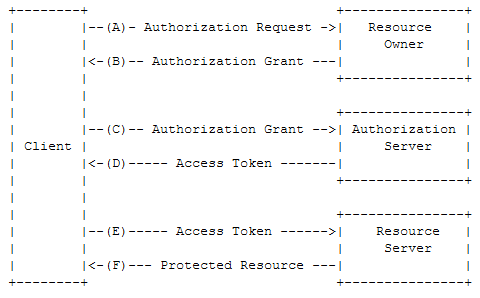 +--------+                               +---------------+
|        |--(A)- Authorization Request ->|   Resource    |
|        |                               |     Owner     |
|        |<-(B)-- Authorization Grant ---|               |
|        |                               +---------------+
|        |
|        |                               +---------------+
|        |--(C)-- Authorization Grant -->| Authorization |
| Client |                               |     Server    |
|        |<-(D)----- Access Token -------|               |
|        |                               +---------------+
|        |
|        |                               +---------------+
|        |--(E)----- Access Token ------>|    Resource   |
|        |                               |     Server    |
|        |<-(F)--- Protected Resource ---|               |
+--------+                               +---------------+